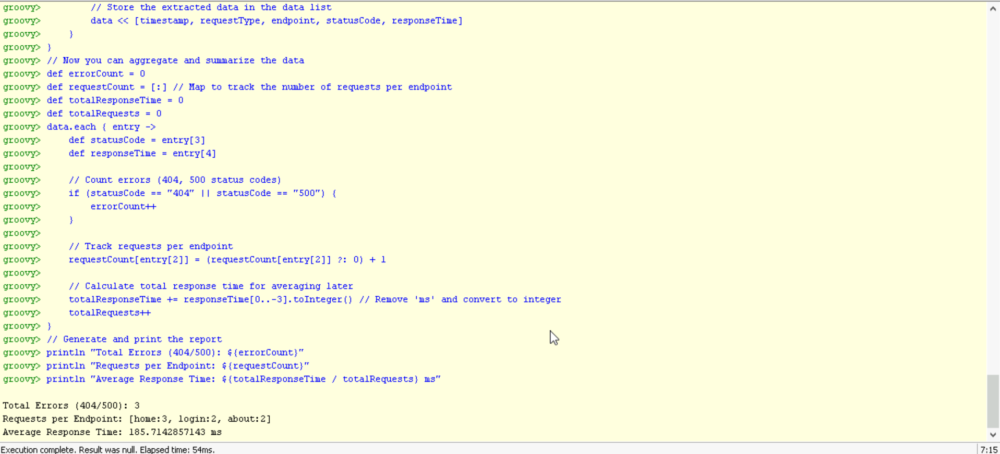 groovy>         // Store the extracted data in the data list
groovy>         data << [timestamp, requestType, endpoint, statusCode, responseTime]
groovy>     }
groovy> }
groovy> // Now you can aggregate and summarize the data
groovy> def errorCount = 0
groovy> def requestCount = [:] // Map to track the number of requests per endpoint
groovy> def totalResponseTime = 0
groovy> def totalRequests = 0
groovy> data.each { entry ->
groovy>     def statusCode = entry[3]
groovy>     def responseTime = entry[4]
groovy>
groovy>     // Count errors (404, 500 status codes)
groovy>     if (statusCode == "404" || statusCode == "500") {
groovy>         errorCount++
groovy>     }
groovy>
groovy>     // Track requests per endpoint
groovy>     requestCount[entry[2]] = (requestCount[entry[2]] ?: 0) + 1
groovy>
groovy>     // Calculate total response time for averaging later
groovy>     totalResponseTime += responseTime[0..-3].toInteger() // Remove 'ms' and convert to integer
groovy>     totalRequests++
groovy> }
groovy> // Generate and print the report
groovy> println "Total Errors (404/500): ${errorCount}"
groovy> println "Requests per Endpoint: ${requestCount}"
groovy> println "Average Response Time: ${totalResponseTime / totalRequests} ms"
Total Errors (404/500): 3
Requests per Endpoint: [home:3, login:2, about:2]
Average Response Time: 185.7142857143 ms
Execution complete. Result was null. Elapsed time: 54ms.
7:15